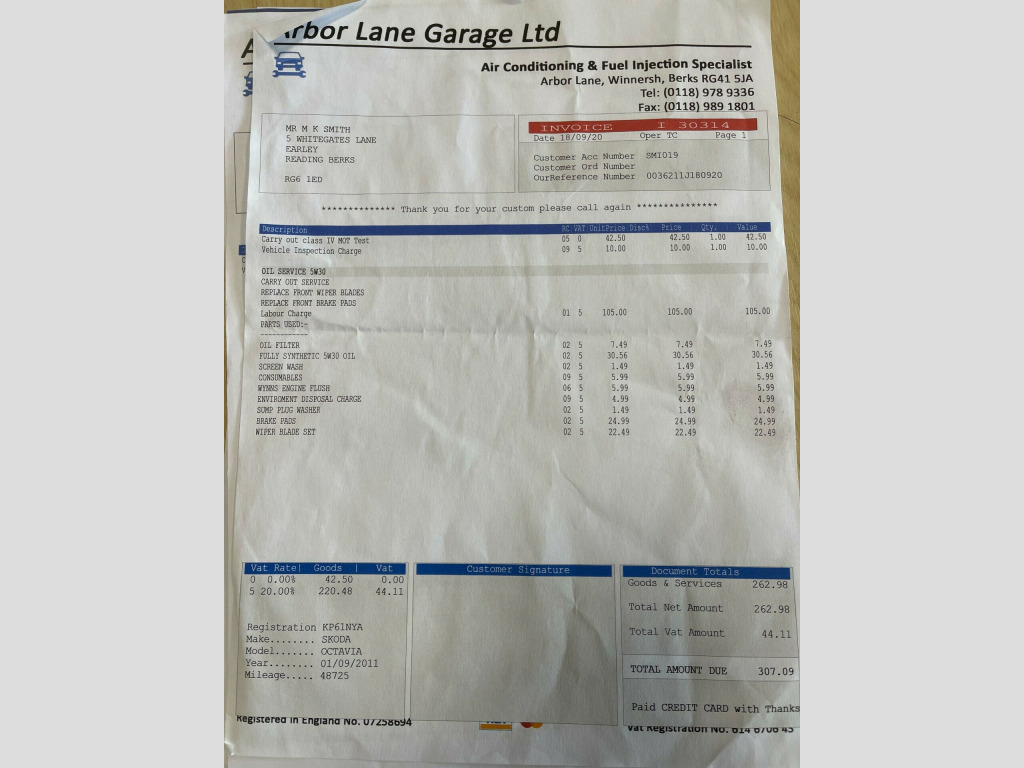 Arbor Lane Garage Ltd
Air Conditioning & Fuel Injection Specialist
Arbor Lane, Winnersh, Berks RG41 5JA
Tel: (0118) 978 9336
Fax: (0118) 989 1801
MR M K SMITH
5 WHITEGATES LANE
EARLEY
READING BERKS
RG6 1ED
INVOICE I 30314
Date 18/09/20 Oper TC Page 1
Customer Acc Number SMI019
Customer Ord Number
OurReference Number 0036211J180920
************** Thank you for your custom please call again ***************
Description RC VAT UnitPrice Disc% Price Qty. Value
Carry out class IV MOT Test 05 0 42.50 42.50 1.00 42.50
Vehicle Inspection Charge 09 5 10.00 10.00 1.00 10.00
OIL SERVICE 5W30
CARRY OUT SERVICE
REPLACE FRONT WIPER BLADES
REPLACE FRONT BRAKE PADS
Labour Charge 01 5 105.00 105.00 105.00
PARTS USED:-
------------
OIL FILTER 02 5 7.49 7.49 7.49
FULLY SYNTHETIC 5W30 OIL 02 5 30.56 30.56 30.56
SCREEN WASH 02 5 1.49 1.49 1.49
CONSUMABLES 09 5 5.99 5.99 5.99
WYNNS ENGINE FLUSH 06 5 5.99 5.99 5.99
ENVIROMENT DISPOSAL CHARGE 09 5 4.99 4.99 4.99
SUMP PLUG WASHER 02 5 1.49 1.49 1.49
BRAKE PADS 02 5 24.99 24.99 24.99
WIPER BLADE SET 02 5 22.49 22.49 22.49
Vat Rate| Goods | Vat
0 0.00% 42.50 0.00
5 20.00% 220.48 44.11
Registration KP61NYA
Make........ SKODA
Model....... OCTAVIA
Year........ 01/09/2011
Mileage..... 48725
Customer Signature
Document Totals
Goods & Services 262.98
Total Net Amount 262.98
Total Vat Amount 44.11
TOTAL AMOUNT DUE 307.09
Paid CREDIT CARD with Thanks
Registered in England No. 07258694
Vat Registration No. 614 6706 43